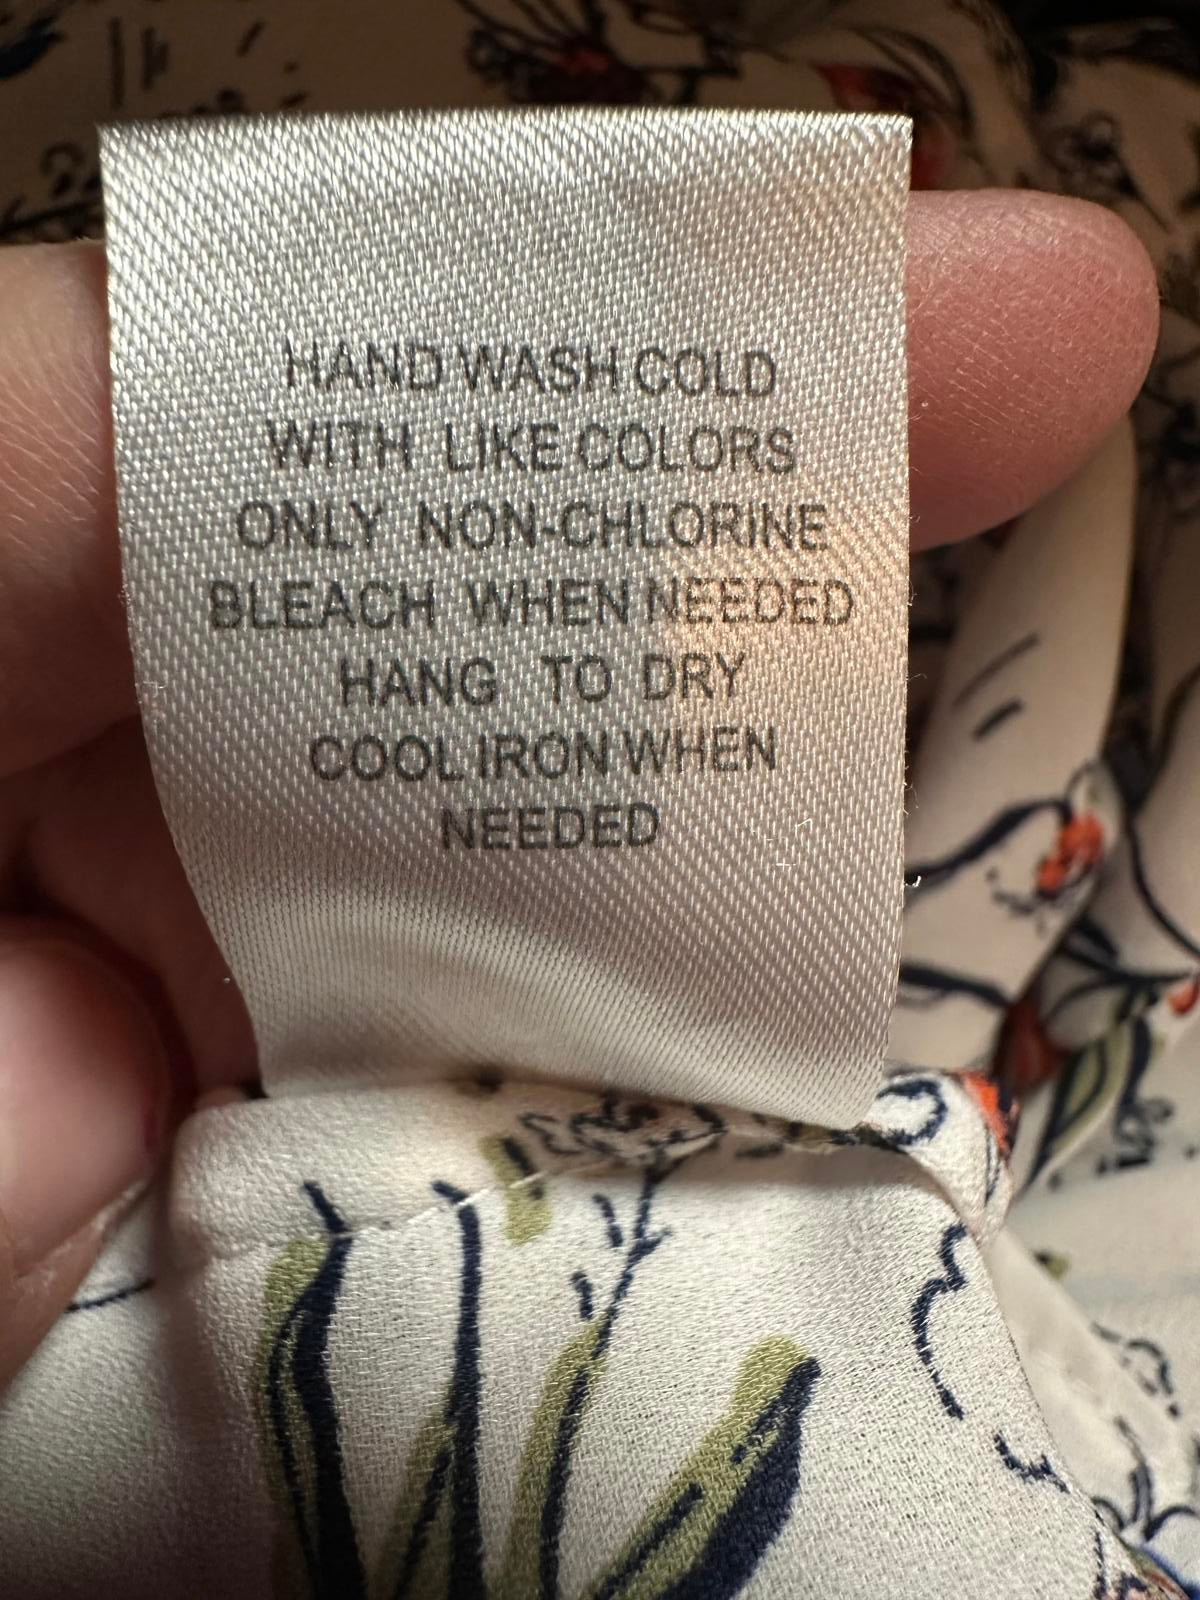 HAND WASH COLD
WITH LIKE COLORS
ONLY NON-CHLORINE
BLEACH WHEN NEEDED
HANG TO DRY
COOL IRON WHEN
NEEDED